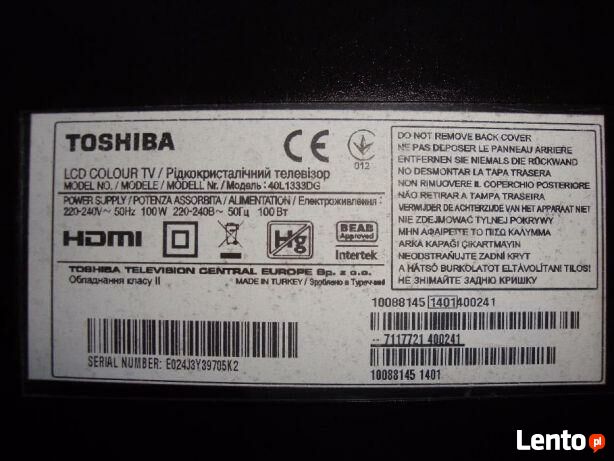 TOSHIBA
CE
012
LCD COLOUR TV / Рідкокристалічний телевізор
MODEL NO. / MODELE / MODELL Nr. / Модель : 40L1333DG
POWER SUPPLY / POTENZA ASSORBITA / ALIMENTATION / Електроживлення :
220-240V~ 50Hz 100W 220-240В~ 50Гц 100 Вт
HDMI
Hg
BEAB
Approved
Intertek
TOSHIBA TELEVISION CENTRAL EUROPE Sp. z o.o.
Обладнання класу II
MADE IN TURKEY / Зроблено в Туреччині
SERIAL NUMBER: E024J3Y39705K2
DO NOT REMOVE BACK COVER
NE PAS DEPOSER LE PANNEAU ARRIERE
ENTFERNEN SIE NIEMALS DIE RÜCKWAND
NO DESMONTAR LA TAPA TRASERA
NON RIMUOVERE IL COPERCHIO POSTERIORE
NÃO RETIRAR A TAMPA TRASEIRA
VERWIJDER DE ACHTERZIJDE VAN HET APPARAAT NIET
NIE ZDEJMOWAĆ TYLNEJ POKRYWY
ΜΗΝ ΑΦΑΙΡΕΙΤΕ ΤΟ ΠΙΣΩ ΚΑΛΥΜΜΑ
ARKA KAPAĞI ÇIKARTMAYIN
NEODSTRAŇUJTE ZADNÍ KRYT
A HÁTSÓ BURKOLATOT ELTÁVOLÍTANI TILOS!
НЕ ЗНІМАЙТЕ ЗАДНЮ КРИШКУ
10088145 1401 400241
-- 7117721 400241
10088145 1401
Lento.pl